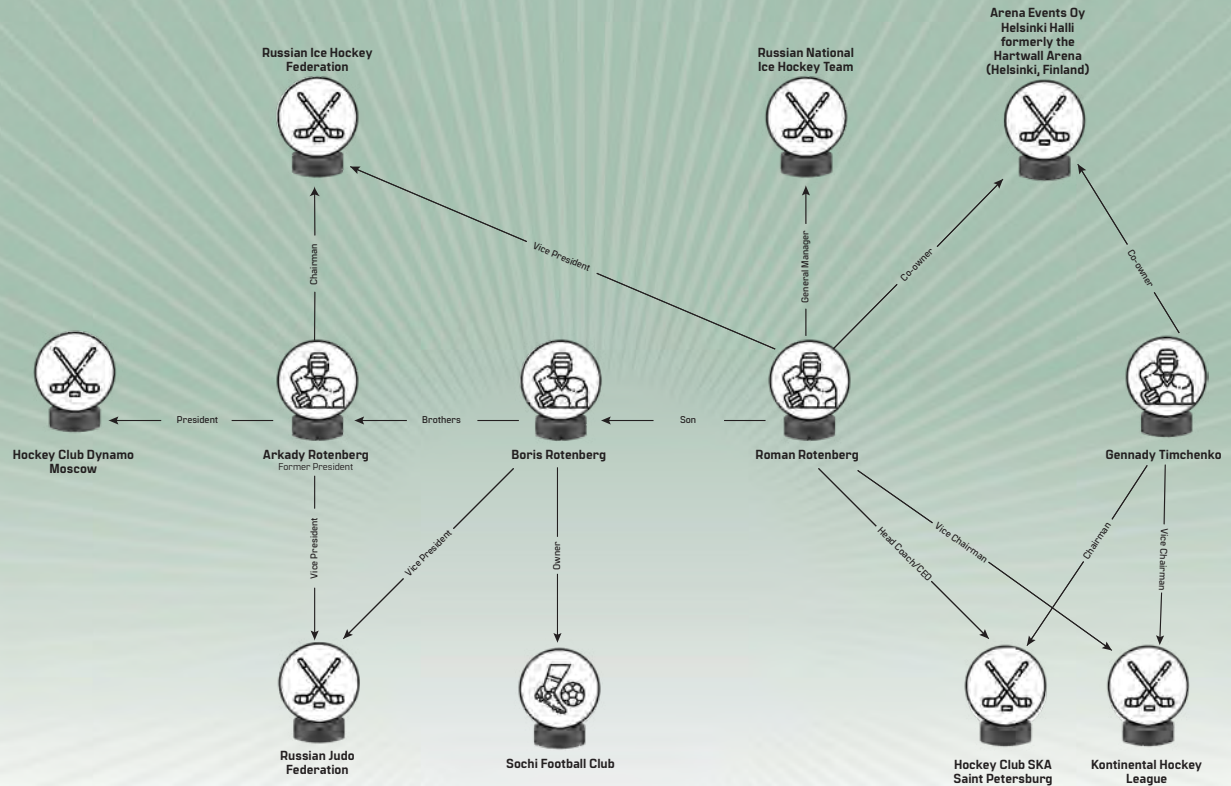 Arena Events Oy
Helsinki Halli
formerly the
Hartwall Arena
(Helsinki, Finland)
Russian Ice Hockey
Federation
Russian National
Ice Hockey Team
Chairman
Vice President
General Manager
Co-owner
Co-owner
President
Brothers
Son
Hockey Club Dynamo
Moscow
Arkady Rotenberg
Former President
Boris Rotenberg
Roman Rotenberg
Gennady Timchenko
Vice President
Vice President
Owner
Head Coach/CEO
Vice Chairman
Chairman
Vice Chairman
Russian Judo
Federation
Sochi Football Club
Hockey Club SKA
Saint Petersburg
Kontinental Hockey
League